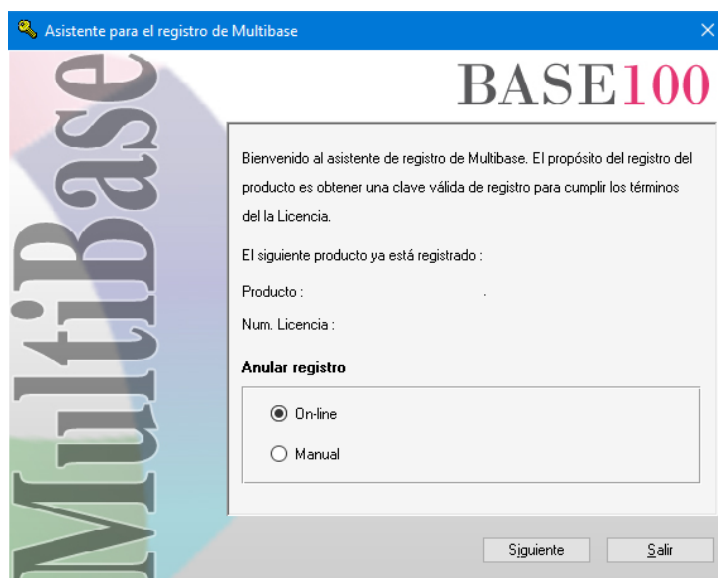 Asistente para el registro de Multibase
MultiBase
BASE100
Bienvenido al asistente de registro de Multibase. El propósito del registro del
producto es obtener una clave válida de registro para cumplir los términos
del la Licencia.
El siguiente producto ya está registrado :
Producto : .
Num. Licencia :
Anular registro
On-line
Manual
Siguiente Salir